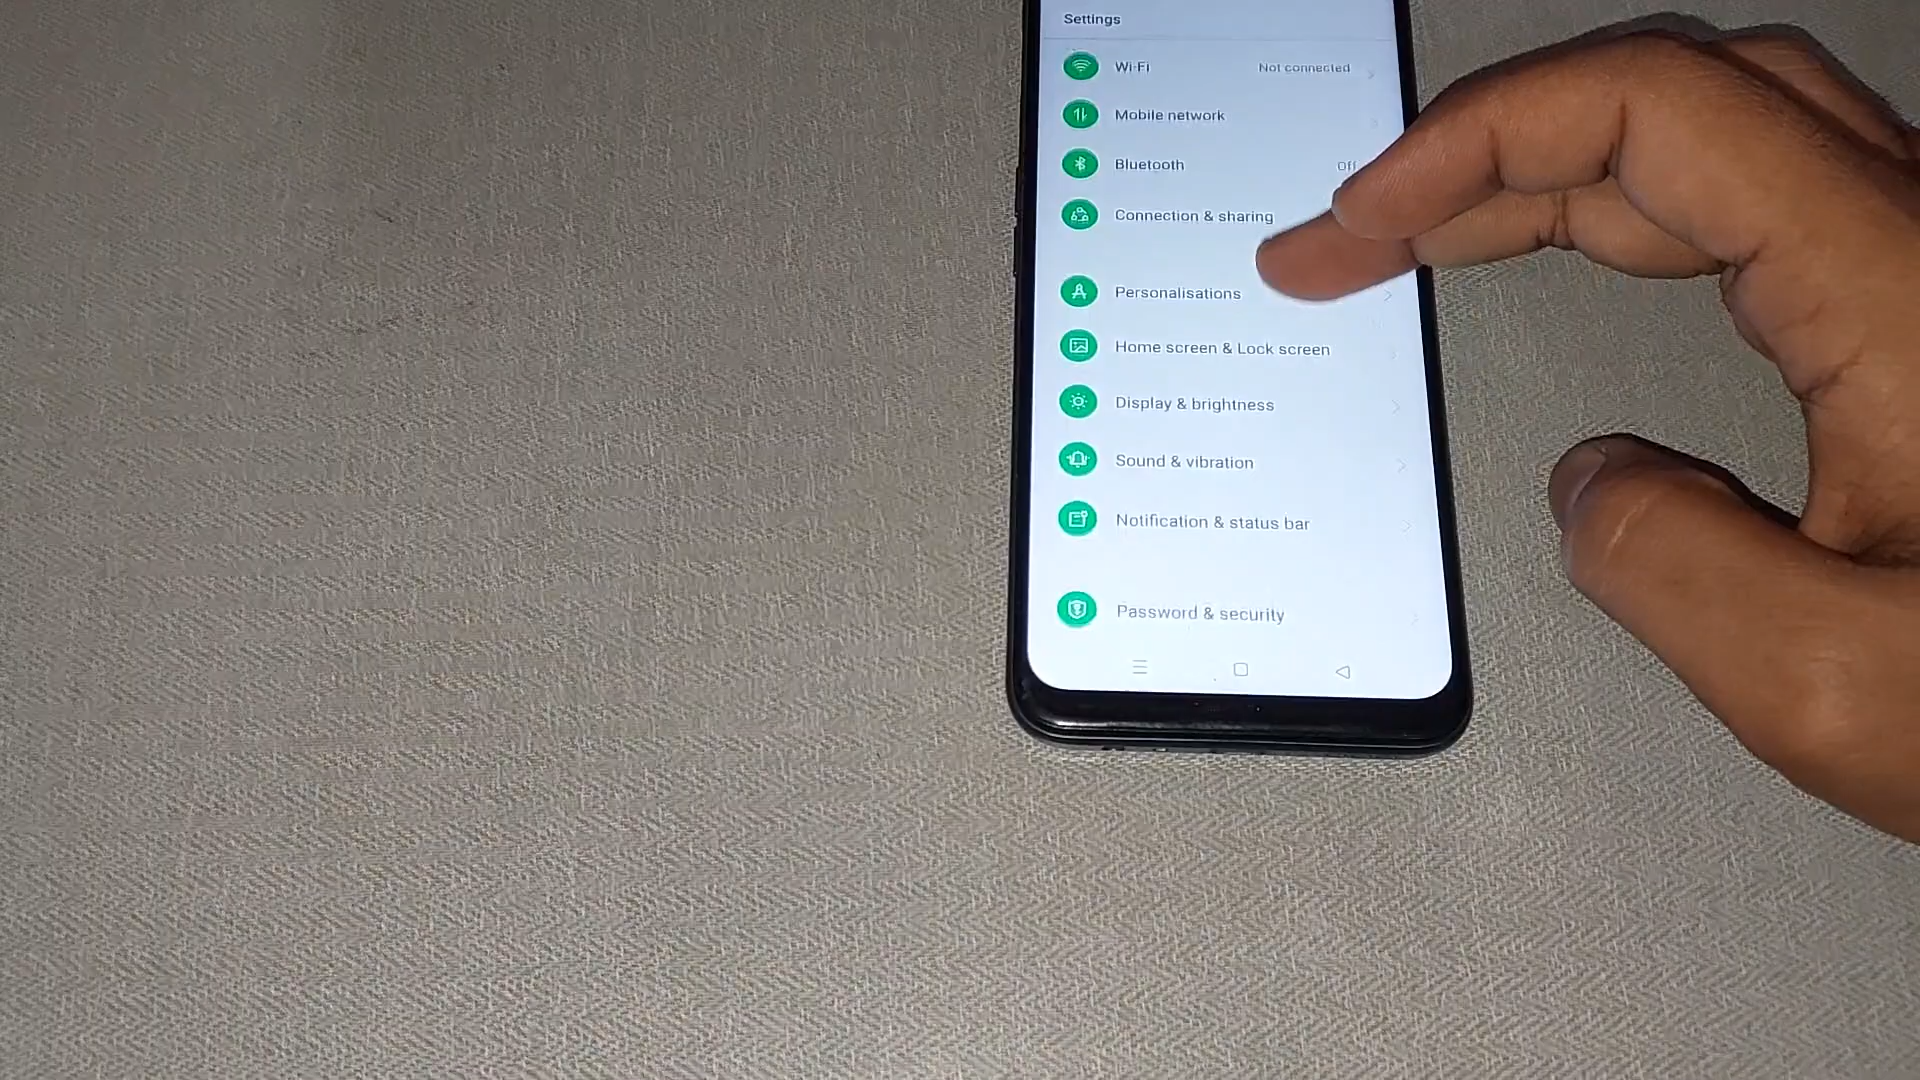 Settings
Wi-Fi Not connected
Mobile network
Bluetooth Off
Connection & sharing
Personalisations
Home screen & Lock screen
Display & brightness
Sound & vibration
Notification & status bar
Password & security